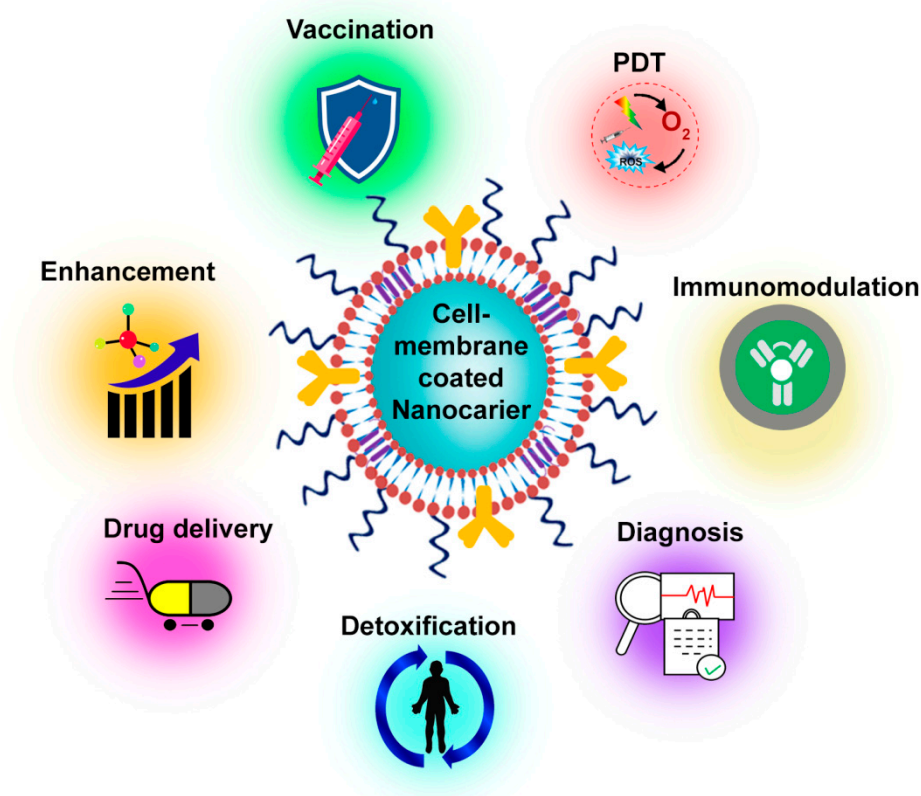 Vaccination
PDT
O2
ROS
Enhancement
Immunomodulation
Cell-
membrane
coated
Nanocarier
Drug delivery
Diagnosis
Detoxification